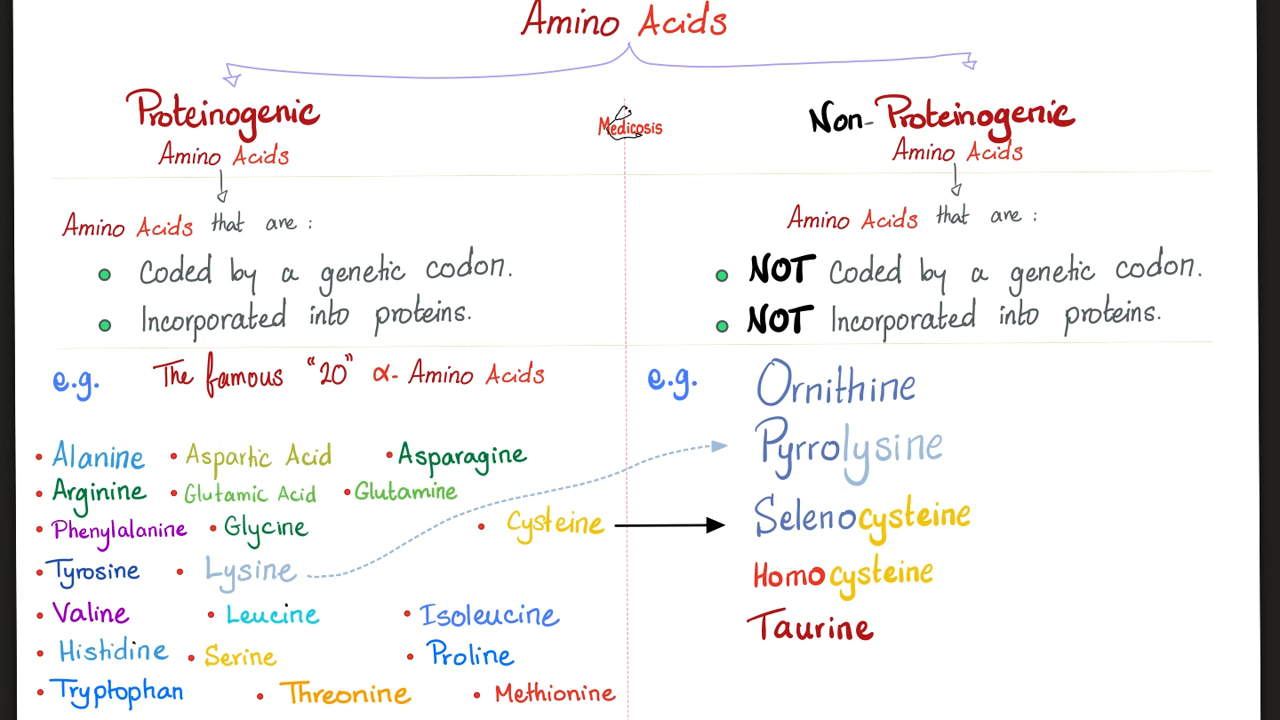 Amino Acids
Proteinogenic
Amino Acids
Amino Acids that are :
Coded by a genetic codon.
Incorporated into proteins.
e.g. The famous "20" α- Amino Acids
• Alanine • Aspartic Acid • Asparagine
• Arginine • Glutamic Acid • Glutamine
• Phenylalanine • Glycine • Cysteine
• Tyrosine • Lysine
• Valine • Leucine • Isoleucine
• Histidine • Serine • Proline
• Tryptophan • Threonine • Methionine
Medicosis
Non-Proteinogenic
Amino Acids
Amino Acids that are :
NOT Coded by a genetic codon.
NOT Incorporated into proteins.
e.g. Ornithine
Pyrrolysine
Selenocysteine
Homocysteine
Taurine